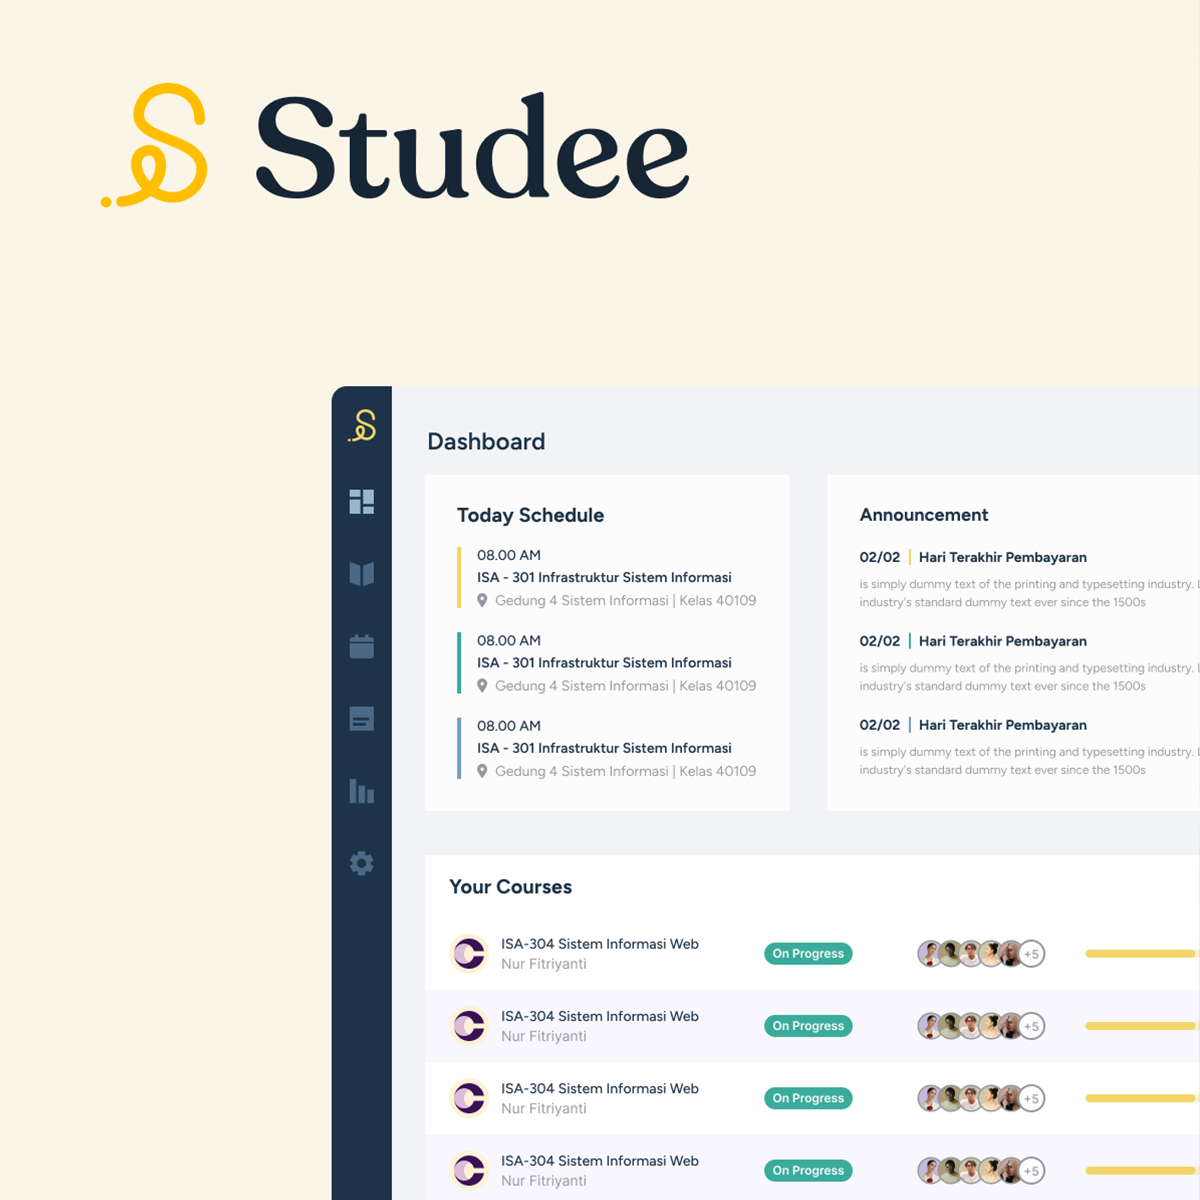 Studee
Dashboard
Today Schedule
08.00 AM
ISA - 301 Infrastruktur Sistem Informasi
Gedung 4 Sistem Informasi | Kelas 40109
08.00 AM
ISA - 301 Infrastruktur Sistem Informasi
Gedung 4 Sistem Informasi | Kelas 40109
08.00 AM
ISA - 301 Infrastruktur Sistem Informasi
Gedung 4 Sistem Informasi | Kelas 40109
Announcement
02/02 | Hari Terakhir Pembayaran
is simply dummy text of the printing and typesetting industry.
industry's standard dummy text ever since the 1500s
02/02 | Hari Terakhir Pembayaran
is simply dummy text of the printing and typesetting industry.
industry's standard dummy text ever since the 1500s
02/02 | Hari Terakhir Pembayaran
is simply dummy text of the printing and typesetting industry.
industry's standard dummy text ever since the 1500s
Your Courses
ISA-304 Sistem Informasi Web
Nur Fitriyanti
On Progress
+5
ISA-304 Sistem Informasi Web
Nur Fitriyanti
On Progress
+5
ISA-304 Sistem Informasi Web
Nur Fitriyanti
On Progress
+5
ISA-304 Sistem Informasi Web
Nur Fitriyanti
On Progress
+5